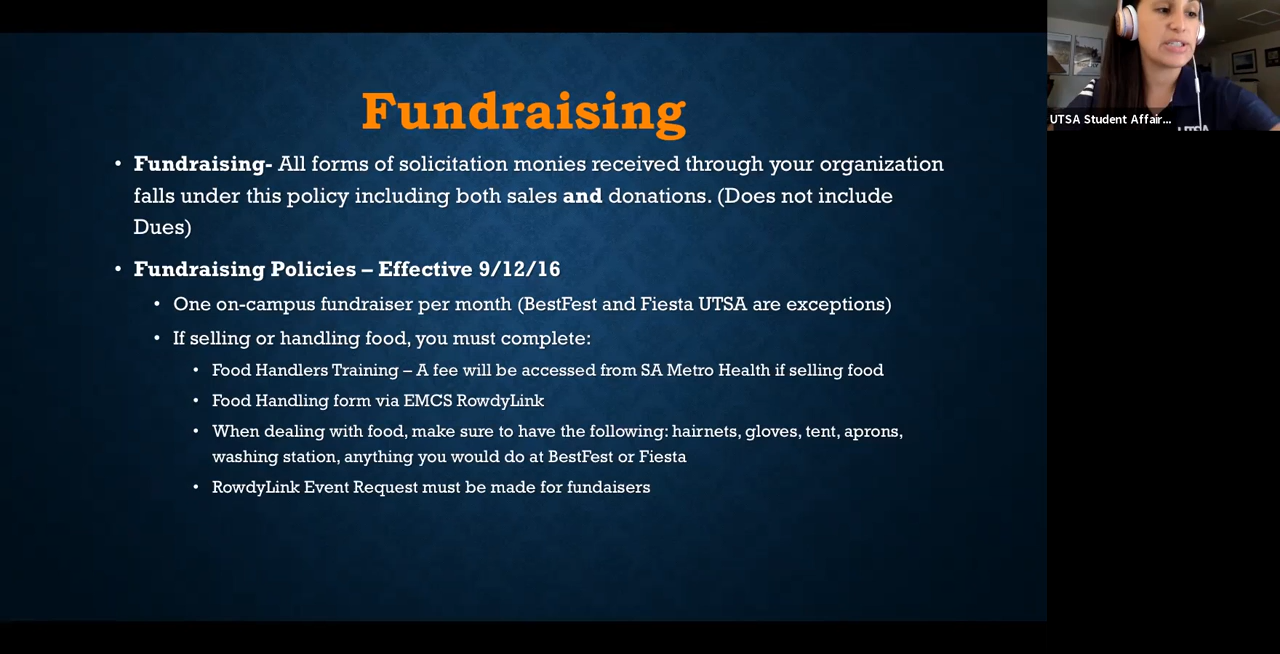 Fundraising
• Fundraising- All forms of solicitation monies received through your organization
falls under this policy including both sales and donations. (Does not include
Dues)
• Fundraising Policies – Effective 9/12/16
• One on-campus fundraiser per month (BestFest and Fiesta UTSA are exceptions)
• If selling or handling food, you must complete:
• Food Handlers Training – A fee will be accessed from SA Metro Health if selling food
• Food Handling form via EMCS RowdyLink
• When dealing with food, make sure to have the following: hairnets, gloves, tent, aprons,
washing station, anything you would do at BestFest or Fiesta
• RowdyLink Event Request must be made for fundaisers
UTSA Student Affair...
UTSA